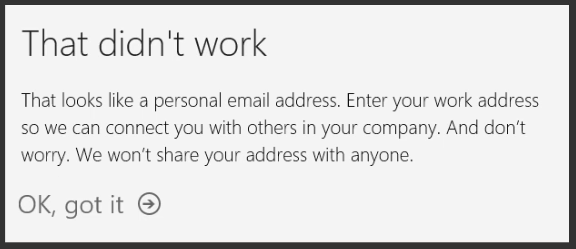 That didn't work
That looks like a personal email address. Enter your work address
so we can connect you with others in your company. And don’t
worry. We won’t share your address with anyone.
OK, got it